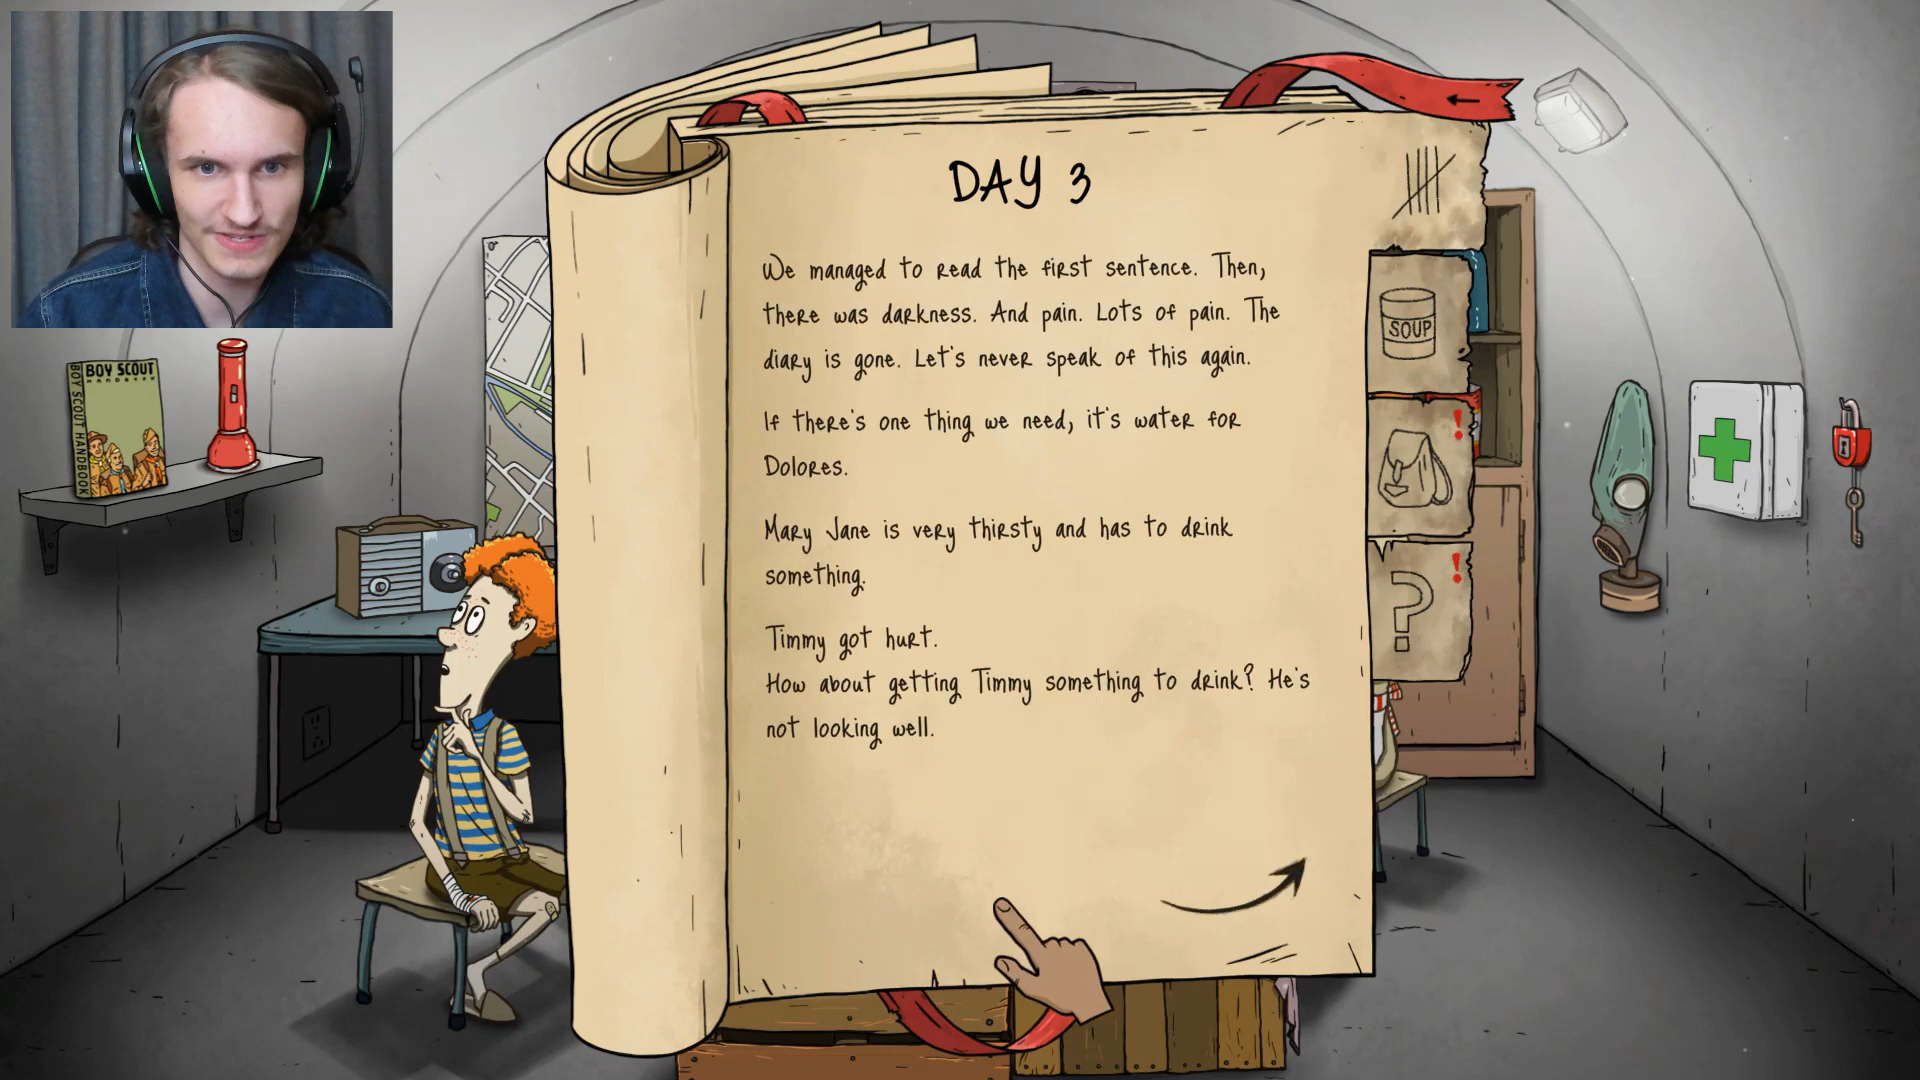 DAY 3
We managed to read the first sentence. Then,
there was darkness. And pain. Lots of pain. The
diary is gone. Let's never speak of this again.
If there's one thing we need, it's water for
Dolores.
Mary Jane is very thirsty and has to drink
something.
Timmy got hurt.
How about getting Timmy something to drink? He's
not looking well.
SOUP
!
?
!
BOY SCOUT
HANDBOOK
BOY SCOUT HANDBOOK